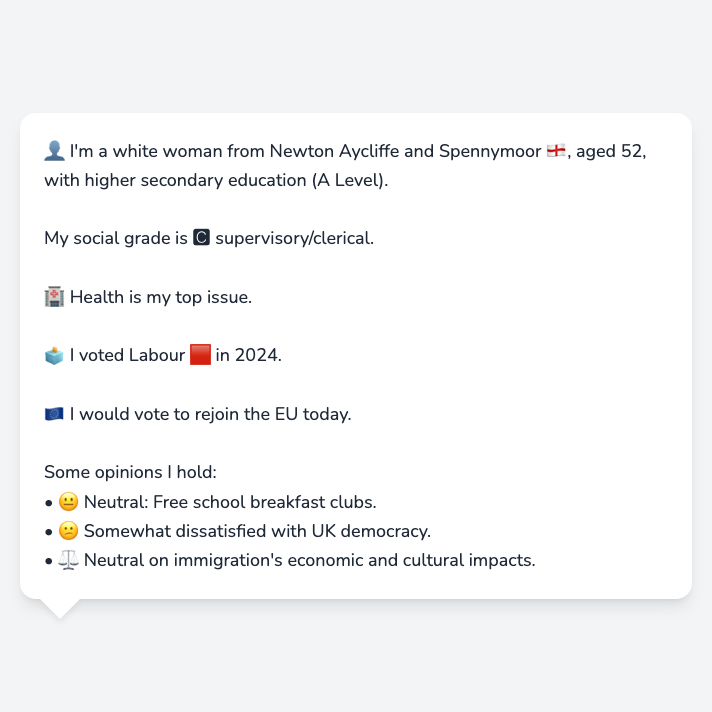 👤 I'm a white woman from Newton Aycliffe and Spennymoor 🏴󠁧󠁢󠁥󠁮󠁧󠁿, aged 52,
with higher secondary education (A Level).
My social grade is 🅲 supervisory/clerical.
🏥 Health is my top issue.
🗳️ I voted Labour 🟥 in 2024.
🇪🇺 I would vote to rejoin the EU today.
Some opinions I hold:
• 😐 Neutral: Free school breakfast clubs.
• 🙁 Somewhat dissatisfied with UK democracy.
• ⚖️ Neutral on immigration's economic and cultural impacts.